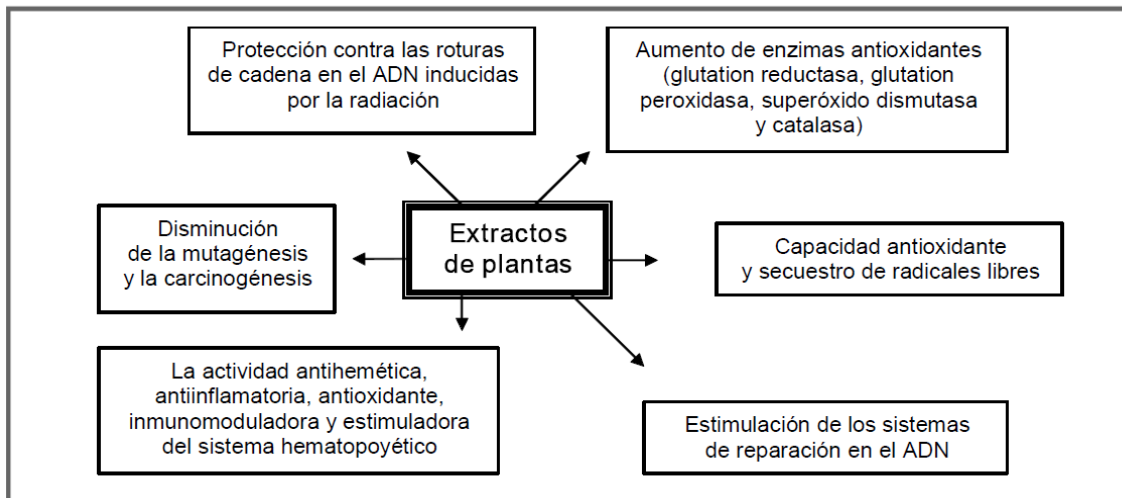 Protección contra las roturas
de cadena en el ADN inducidas
por la radiación
Aumento de enzimas antioxidantes
(glutation reductasa, glutation
peroxidasa, superóxido dismutasa
y catalasa)
Disminución
de la mutagénesis
y la carcinogénesis
Extractos
de plantas
Capacidad antioxidante
y secuestro de radicales libres
La actividad antihemética,
antiinflamatoria, antioxidante,
inmunomoduladora y estimuladora
del sistema hematopoyético
Estimulación de los sistemas
de reparación en el ADN